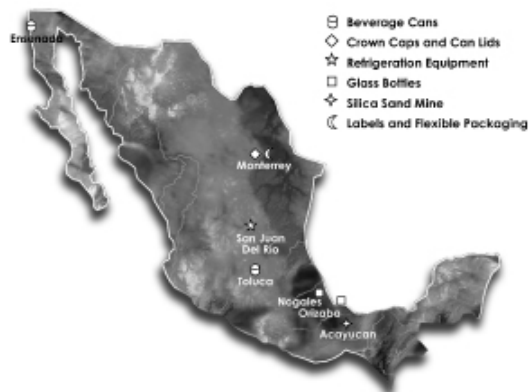 Beverage Cans
Crown Caps and Can Lids
Refrigeration Equipment
Glass Bottles
Silica Sand Mine
Labels and Flexible Packaging
Ensenada
Monterrey
San Juan
Del Rio
Toluca
Nogales
Orizaba
Acayucan